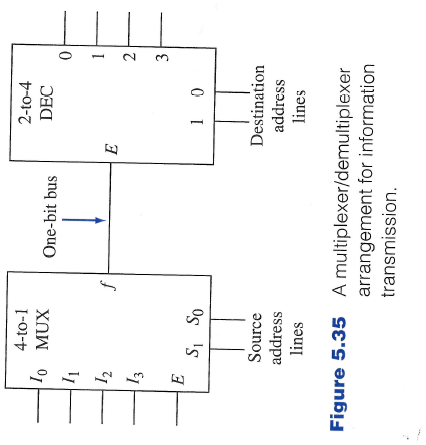 4-to-1
MUX
I0
I1
I2
I3
E
f
S1 S0
Source
address
lines
One-bit bus
2-to-4
DEC
E
0
1
2
3
1 0
Destination
address
lines
Figure 5.35 A multiplexer/demultiplexer
arrangement for information
transmission.